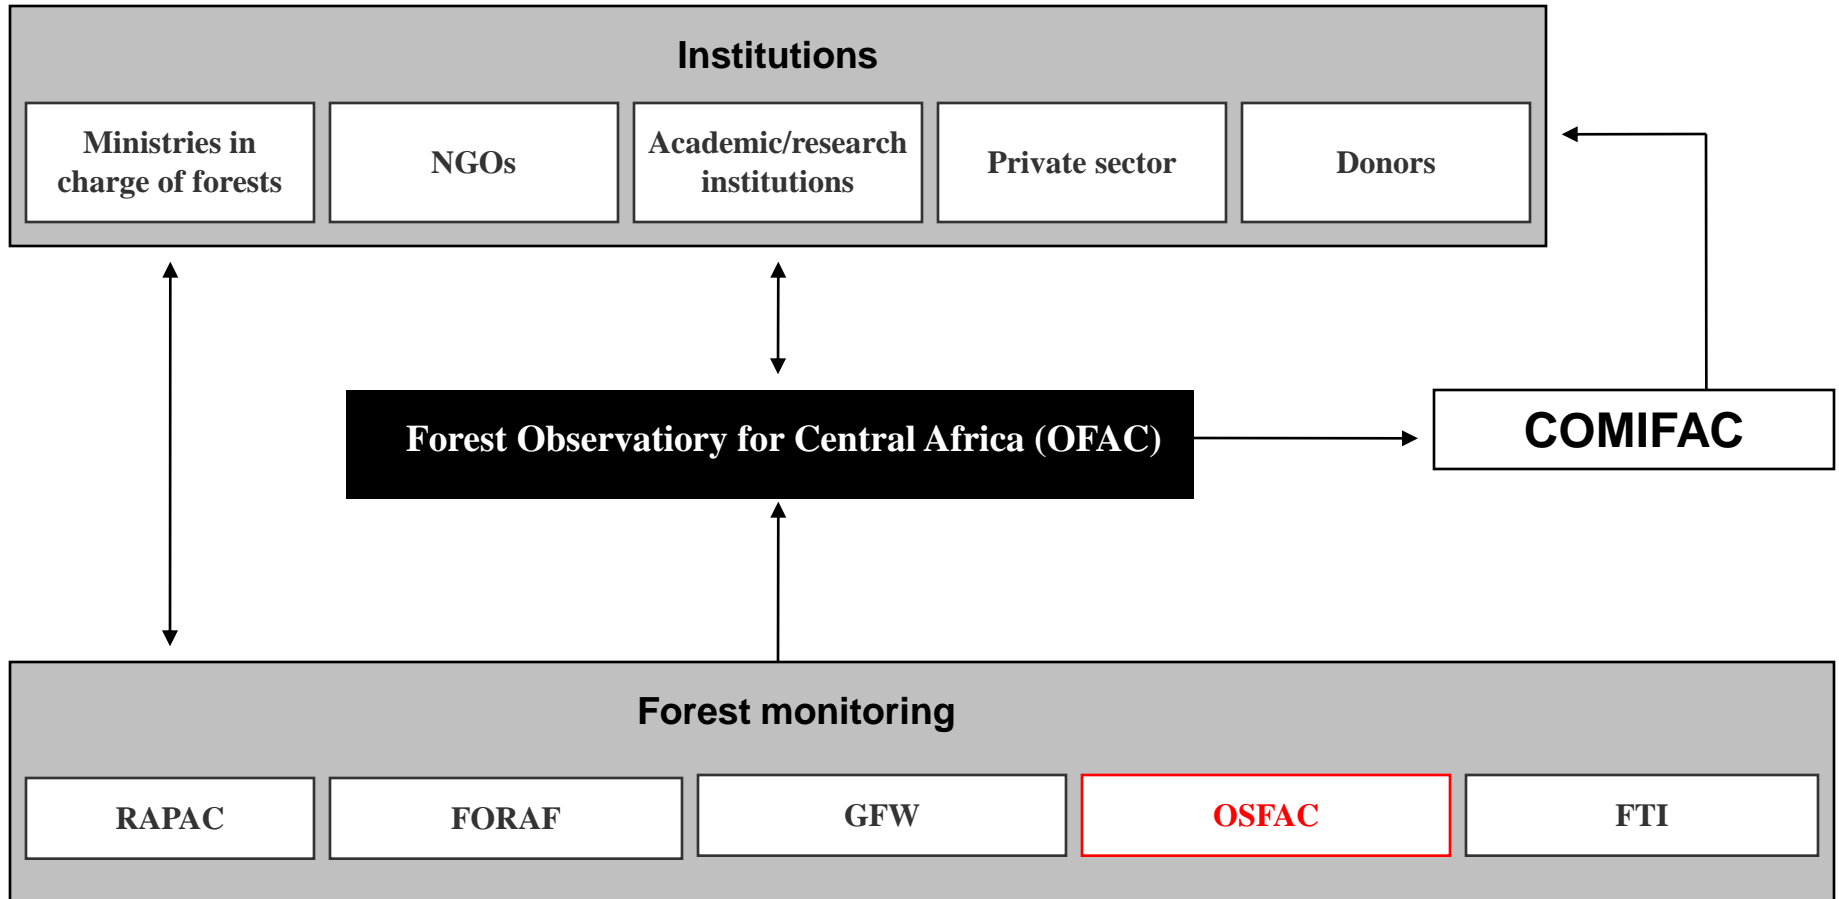 Institutions
Ministries in
charge of forests
NGOs
Academic/research
institutions
Private sector
Donors
Forest Observatiory for Central Africa (OFAC)
COMIFAC
Forest monitoring
RAPAC
FORAF
GFW
OSFAC
FTI